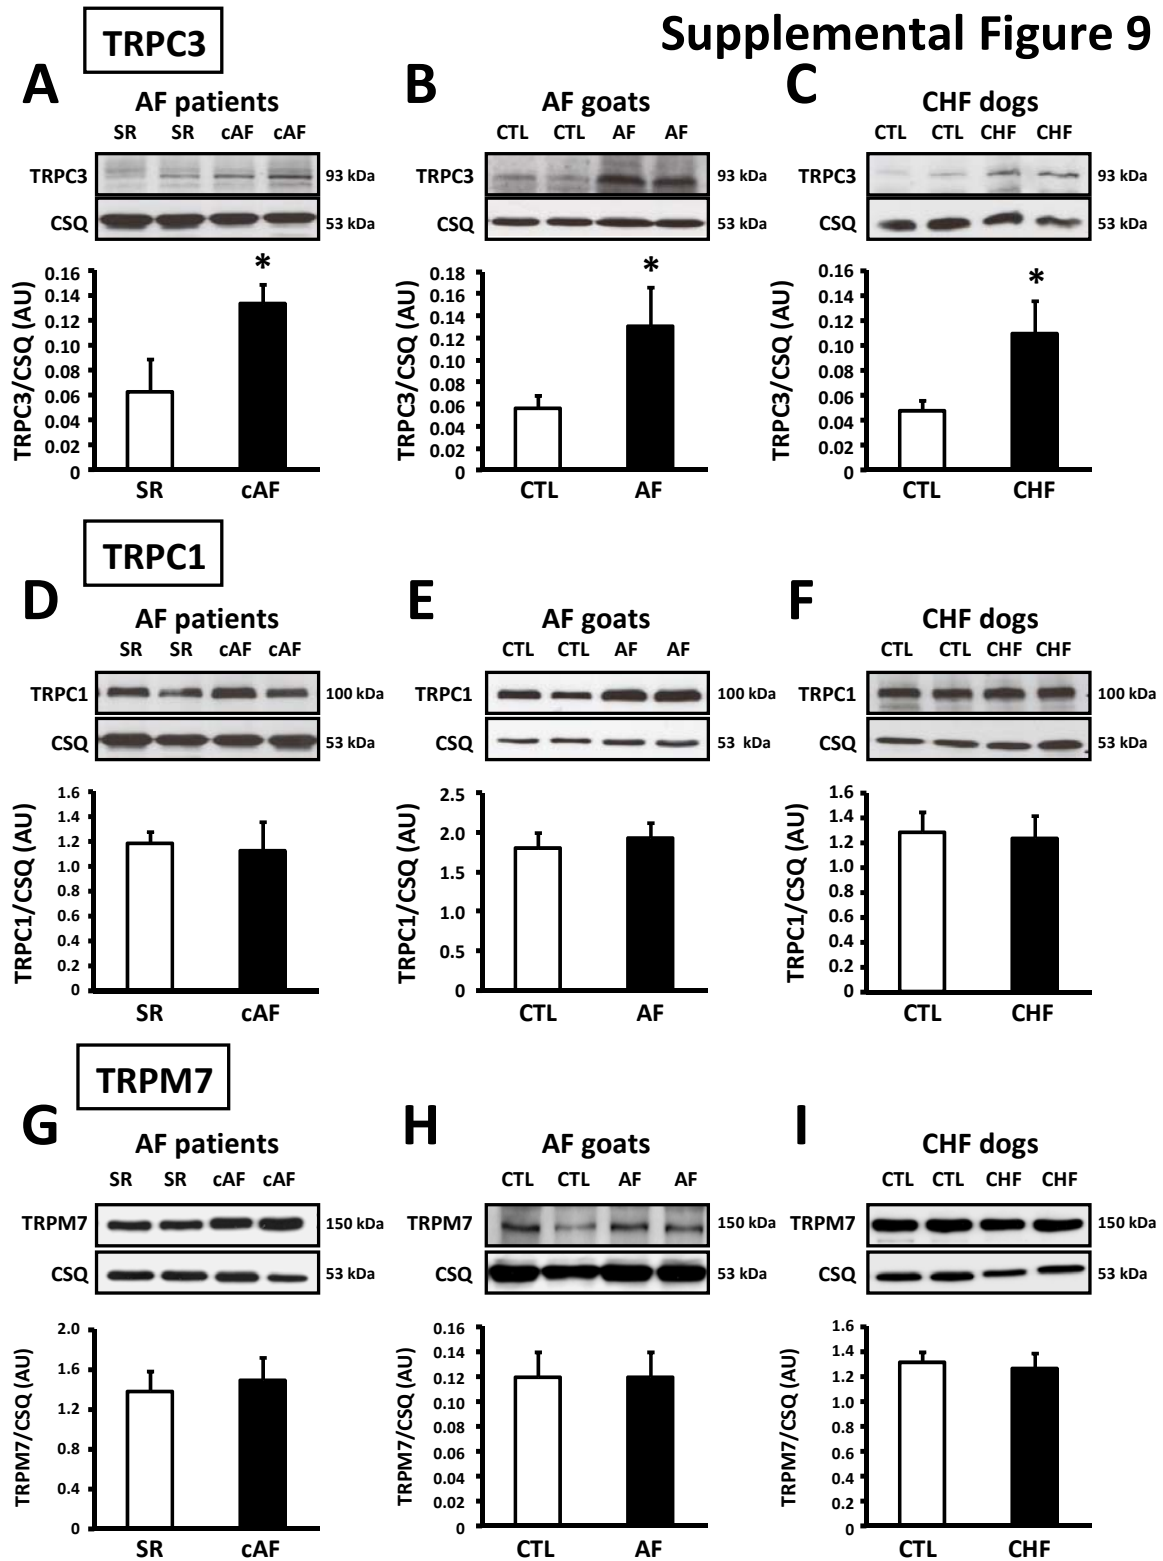 Supplemental Figure 9
TRPC3
A
AF patients
SR SR cAF cAF
TRPC3 93 kDa
CSQ 53 kDa
TRPC3/CSQ (AU)
0.16
0.14
0.12
0.10
0.08
0.06
0.04
0.02
0
*
SR cAF
B
AF goats
CTL CTL AF AF
TRPC3 93 kDa
CSQ 53 kDa
TRPC3/CSQ (AU)
0.18
0.16
0.14
0.12
0.10
0.08
0.06
0.04
0.02
0
*
CTL AF
C
CHF dogs
CTL CTL CHF CHF
TRPC3 93 kDa
CSQ 53 kDa
TRPC3/CSQ (AU)
0.16
0.14
0.12
0.10
0.08
0.06
0.04
0.02
0
*
CTL CHF
TRPC1
D
AF patients
SR SR cAF cAF
TRPC1 100 kDa
CSQ 53 kDa
TRPC1/CSQ (AU)
1.6
1.4
1.2
1.0
0.8
0.6
0.4
0.2
0
SR cAF
E
AF goats
CTL CTL AF AF
TRPC1 100 kDa
CSQ 53 kDa
TRPC1/CSQ (AU)
2.5
2.0
1.5
1.0
0.5
0
CTL AF
F
CHF dogs
CTL CTL CHF CHF
TRPC1 100 kDa
CSQ 53 kDa
TRPC1/CSQ (AU)
1.6
1.4
1.2
1.0
0.8
0.6
0.4
0.2
0
CTL CHF
TRPM7
G
AF patients
SR SR cAF cAF
TRPM7 150 kDa
CSQ 53 kDa
TRPM7/CSQ (AU)
2.0
1.6
1.2
0.8
0.4
0
SR cAF
H
AF goats
CTL CTL AF AF
TRPM7 150 kDa
CSQ 53 kDa
TRPM7/CSQ (AU)
0.16
0.14
0.12
0.10
0.08
0.06
0.04
0.02
0
CTL AF
I
CHF dogs
CTL CTL CHF CHF
TRPM7 150 kDa
CSQ 53 kDa
TRPM7/CSQ (AU)
1.6
1.4
1.2
1.0
0.8
0.6
0.4
0.2
0
CTL CHF